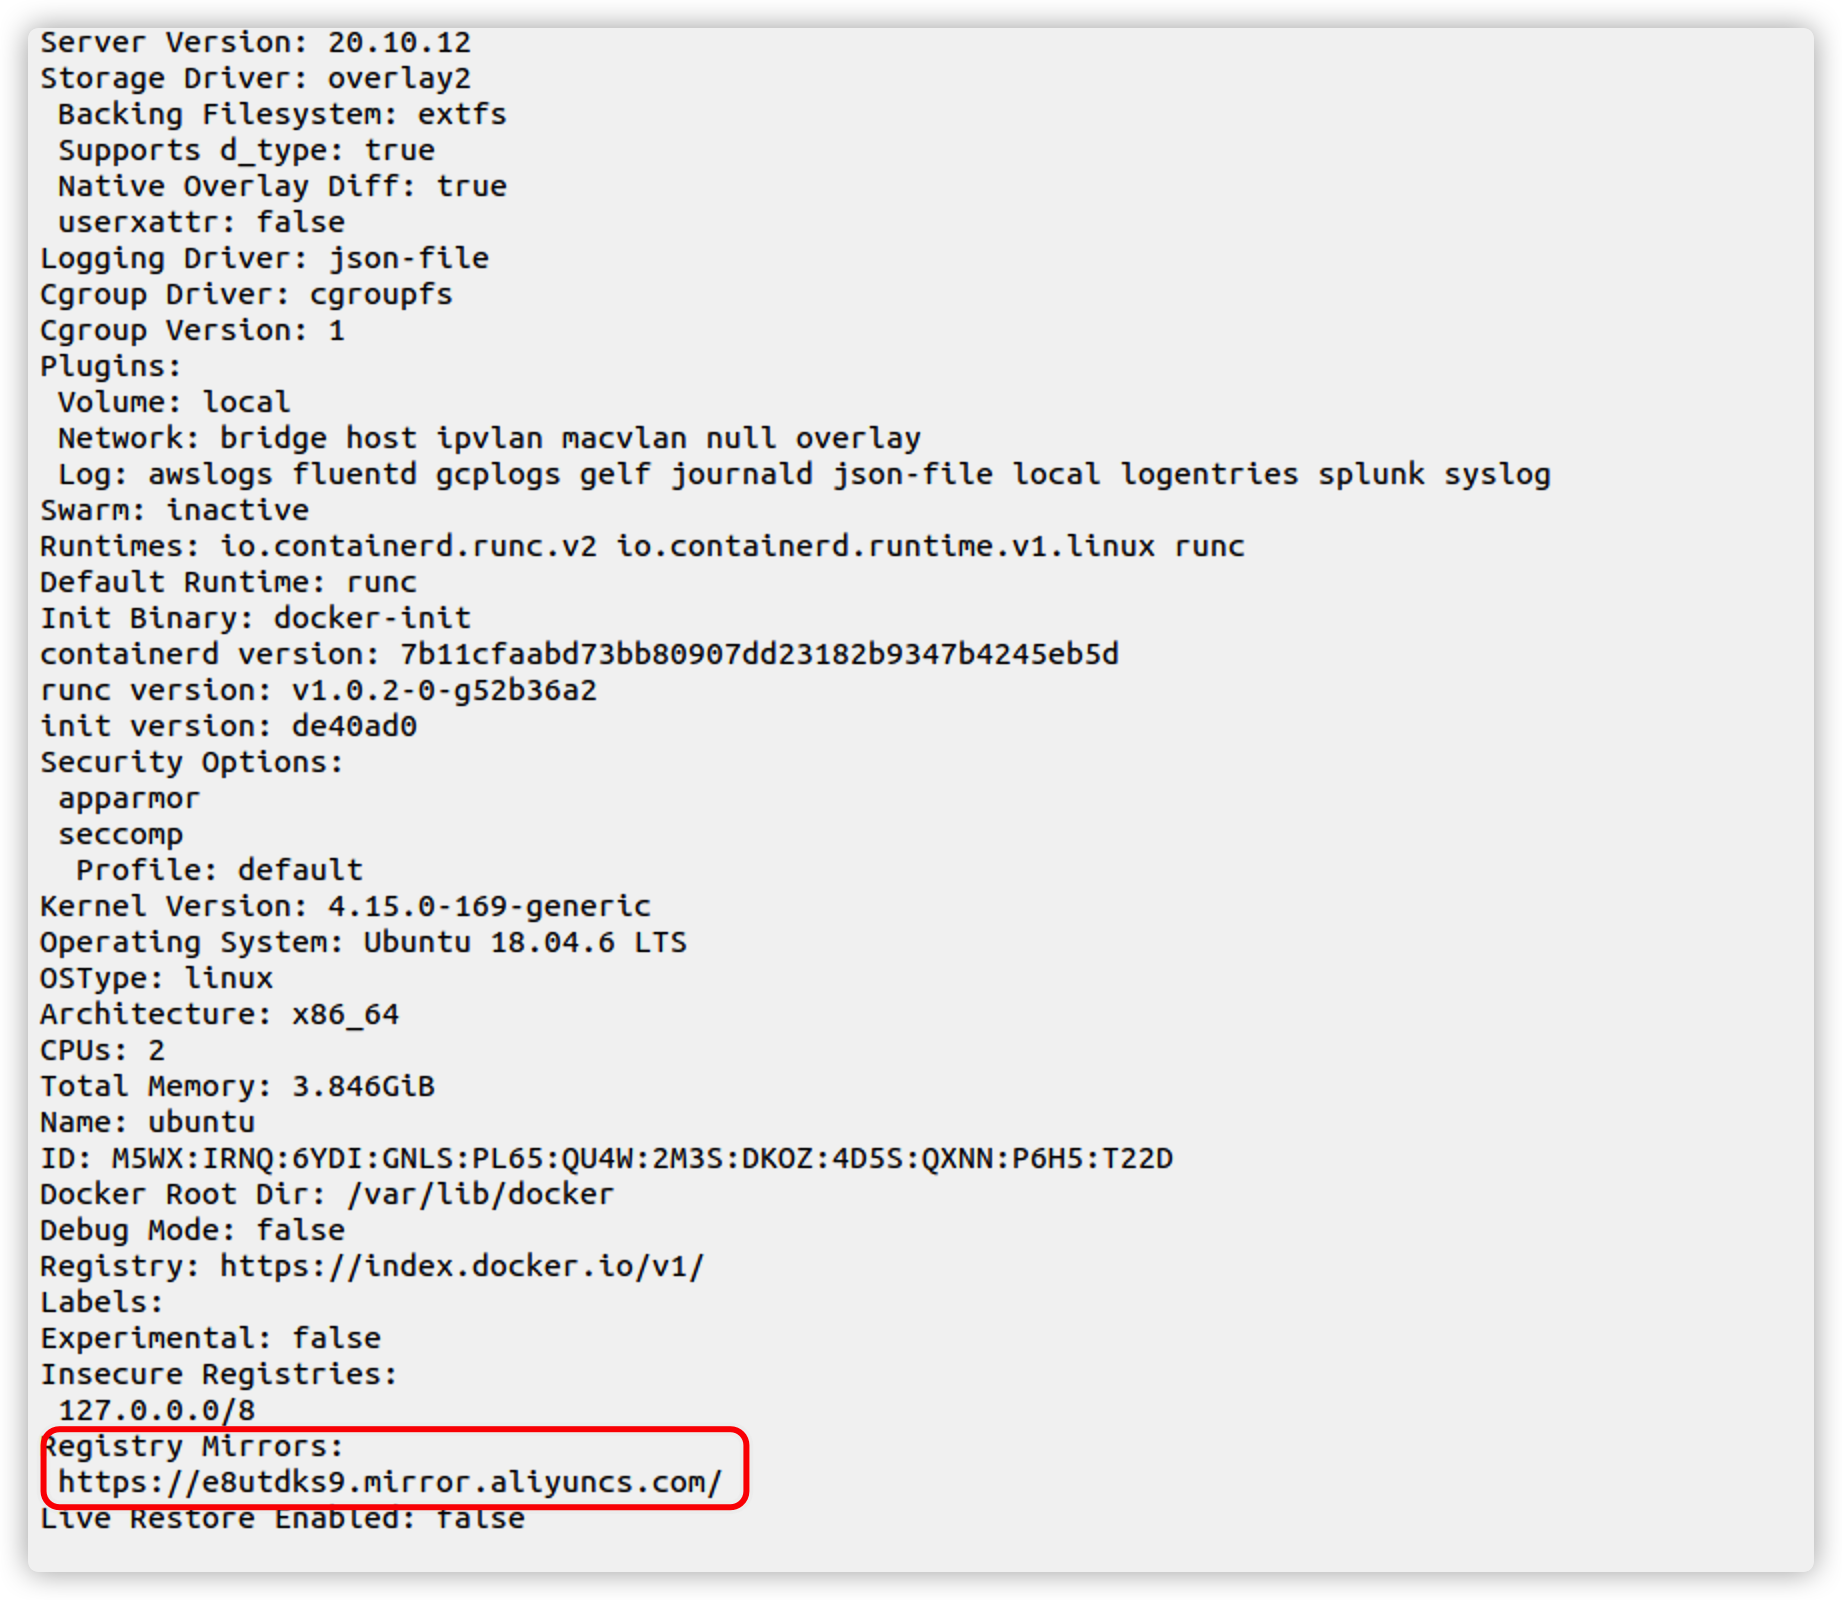 Server Version: 20.10.12
Storage Driver: overlay2
 Backing Filesystem: extfs
 Supports d_type: true
 Native Overlay Diff: true
 userxattr: false
Logging Driver: json-file
Cgroup Driver: cgroupfs
Cgroup Version: 1
Plugins:
 Volume: local
 Network: bridge host ipvlan macvlan null overlay
 Log: awslogs fluentd gcplogs gelf journald json-file local logentries splunk syslog
Swarm: inactive
Runtimes: io.containerd.runc.v2 io.containerd.runtime.v1.linux runc
Default Runtime: runc
Init Binary: docker-init
containerd version: 7b11cfaabd73bb80907dd23182b9347b4245eb5d
runc version: v1.0.2-0-g52b36a2
init version: de40ad0
Security Options:
 apparmor
 seccomp
  Profile: default
Kernel Version: 4.15.0-169-generic
Operating System: Ubuntu 18.04.6 LTS
OSType: linux
Architecture: x86_64
CPUs: 2
Total Memory: 3.846GiB
Name: ubuntu
ID: M5WX:IRNQ:6YDI:GNLS:PL65:QU4W:2M3S:DKOZ:4D5S:QXNN:P6H5:T22D
Docker Root Dir: /var/lib/docker
Debug Mode: false
Registry: https://index.docker.io/v1/
Labels:
Experimental: false
Insecure Registries:
 127.0.0.0/8
Registry Mirrors:
 https://e8utdks9.mirror.aliyuncs.com/
Live Restore Enabled: false